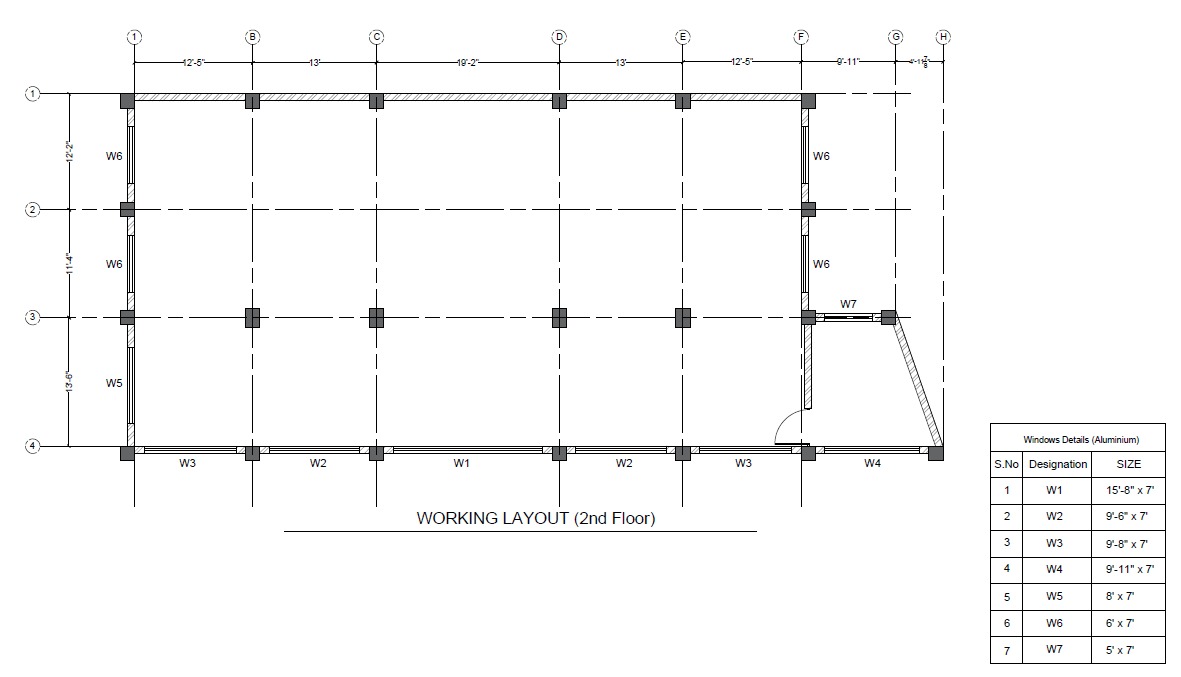 1 B C D E F G H
12'-5" 13' 19'-2" 13' 12'-5" 9'-11" 4'-11 7/8
1
12'-2"
W6 W6
2
11'-4"
W6 W6
W7
3
13'-6"
W5
4
W3 W2 W1 W2 W3 W4
WORKING LAYOUT (2nd Floor)
Windows Details (Aluminium)
S.No Designation SIZE
1 W1 15'-8" x 7'
2 W2 9'-6" x 7'
3 W3 9'-8" x 7'
4 W4 9'-11" x 7'
5 W5 8' x 7'
6 W6 6' x 7'
7 W7 5' x 7'